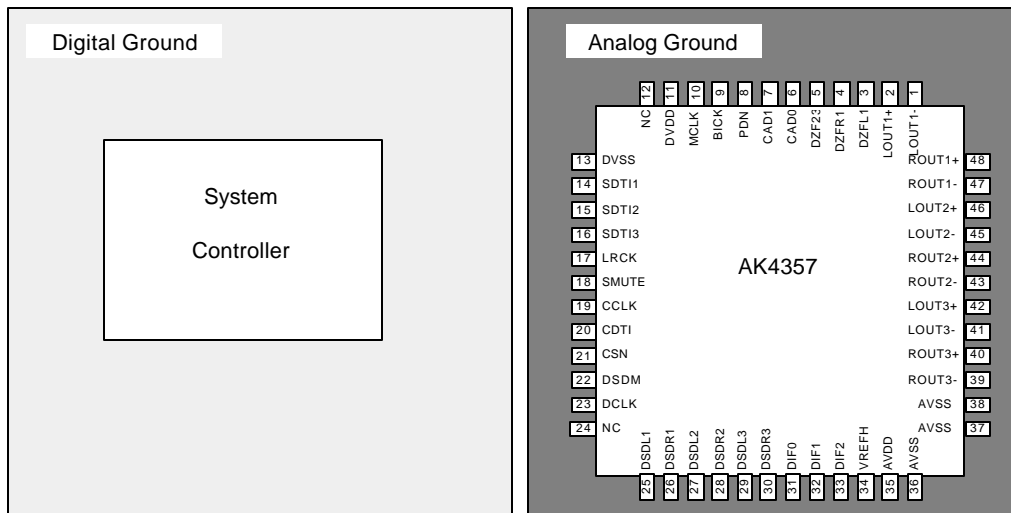 Digital Ground
System
Controller
Analog Ground
12 11 10 9 8 7 6 5 4 3 2 1
NC DVDD MCLK BICK PDN CAD1 CAD0 DZF23 DZFR1 DZFL1 LOUT1+ LOUT1-
13 DVSS
14 SDTI1
15 SDTI2
16 SDTI3
17 LRCK
18 SMUTE
19 CCLK
20 CDTI
21 CSN
22 DSDM
23 DCLK
24 NC
AK4357
ROUT1+ 48
ROUT1- 47
LOUT2+ 46
LOUT2- 45
ROUT2+ 44
ROUT2- 43
LOUT3+ 42
LOUT3- 41
ROUT3+ 40
ROUT3- 39
AVSS 38
AVSS 37
DSDL1 DSDR1 DSDL2 DSDR2 DSDL3 DSDR3 DIF0 DIF1 DIF2 VREFH AVDD AVSS
25 26 27 28 29 30 31 32 33 34 35 36